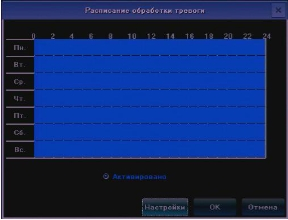 Расписание обработки тревоги
0 2 4 6 8 10 12 14 16 18 20 22 24
Пн.
Вт.
Ср.
Чт.
Пт.
Сб.
Вс.
Активировано
Настройки OK Отмена